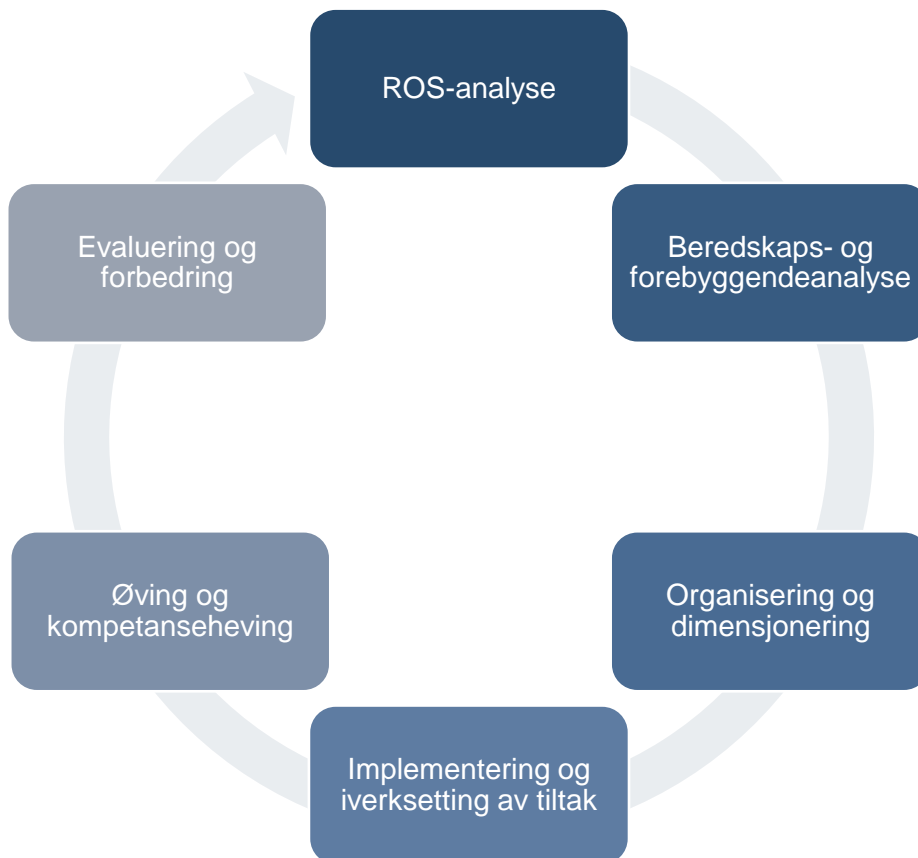 ROS-analyse
Beredskaps- og
forebyggendeanalyse
Organisering og
dimensjonering
Implementering og
iverksetting av tiltak
Øving og
kompetanseheving
Evaluering og
forbedring